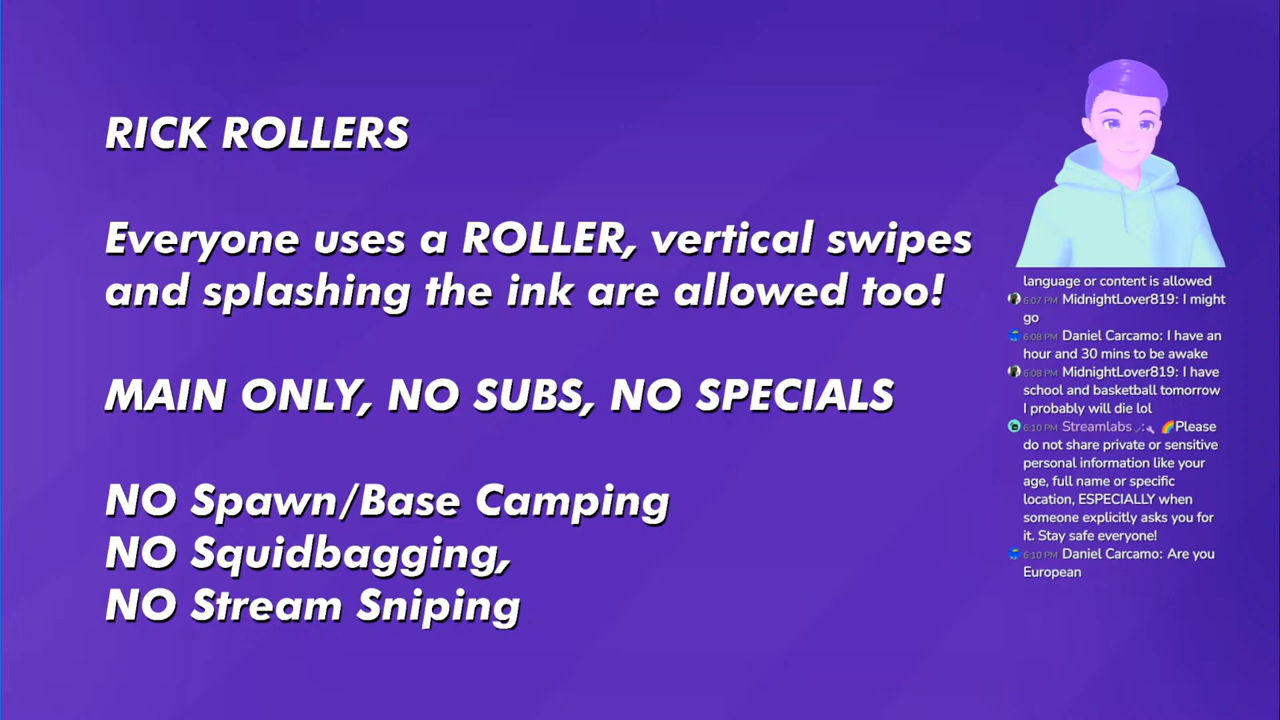 RICK ROLLERS
Everyone uses a ROLLER, vertical swipes
and splashing the ink are allowed too!
MAIN ONLY, NO SUBS, NO SPECIALS
NO Spawn/Base Camping
NO Squidbagging,
NO Stream Sniping
language or content is allowed
6:07 PM MidnightLover819: I might
go
6:08 PM Daniel Carcamo: I have an
hour and 30 mins to be awake
6:08 PM MidnightLover819: I have
school and basketball tomorrow
I probably will die lol
6:10 PM Streamlabs 🌈Please
do not share private or sensitive
personal information like your
age, full name or specific
location, ESPECIALLY when
someone explicitly asks you for
it. Stay safe everyone!
6:10 PM Daniel Carcamo: Are you
European